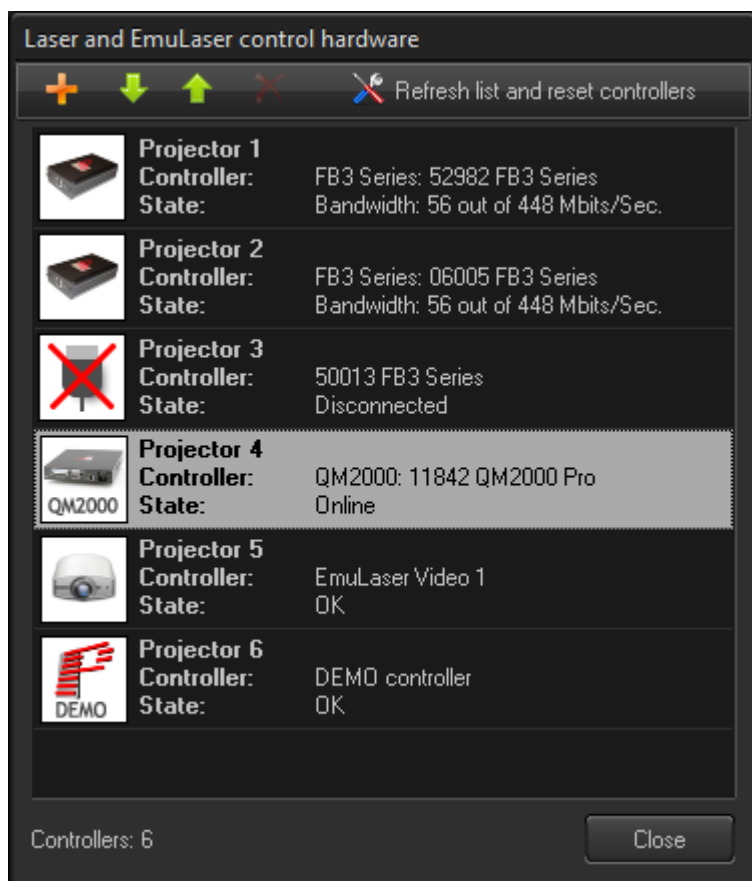 Laser and EmuLaser control hardware
Refresh list and reset controllers
Projector 1
Controller: FB3 Series: 52982 FB3 Series
State: Bandwidth: 56 out of 448 Mbits/Sec.
Projector 2
Controller: FB3 Series: 06005 FB3 Series
State: Bandwidth: 56 out of 448 Mbits/Sec.
Projector 3
Controller: 50013 FB3 Series
State: Disconnected
Projector 4
Controller: QM2000: 11842 QM2000 Pro
QM2000 State: Online
Projector 5
Controller: EmuLaser Video 1
State: OK
Projector 6
Controller: DEMO controller
DEMO State: OK
Controllers: 6 Close